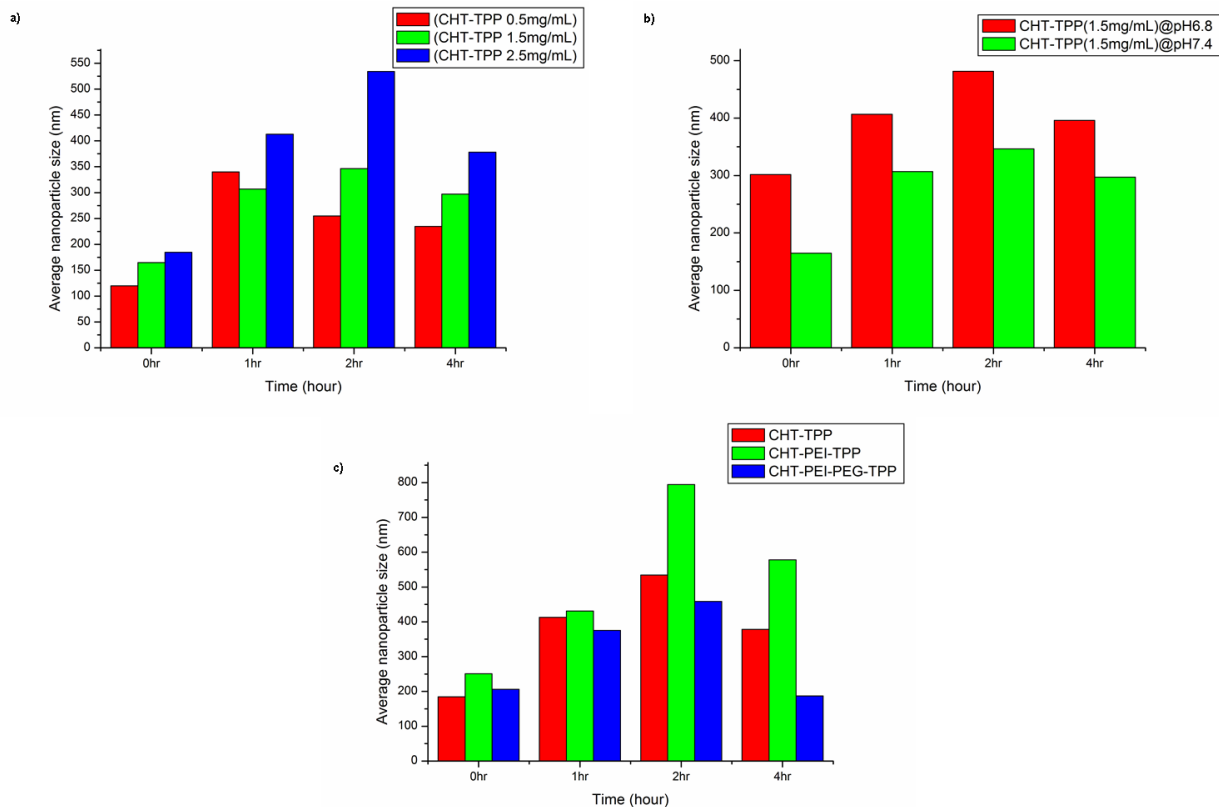 a)
(CHT-TPP 0.5mg/mL)
(CHT-TPP 1.5mg/mL)
(CHT-TPP 2.5mg/mL)
Average nanoparticle size (nm)
550
500
450
400
350
300
250
200
150
100
50
0
0hr 1hr 2hr 4hr
Time (hour)
b)
CHT-TPP(1.5mg/mL)@pH6.8
CHT-TPP(1.5mg/mL)@pH7.4
Average nanoparticle size (nm)
500
400
300
200
100
0
0hr 1hr 2hr 4hr
Time (hour)
c)
CHT-TPP
CHT-PEI-TPP
CHT-PEI-PEG-TPP
Average nanoparticle size (nm)
800
700
600
500
400
300
200
100
0
0hr 1hr 2hr 4hr
Time (hour)